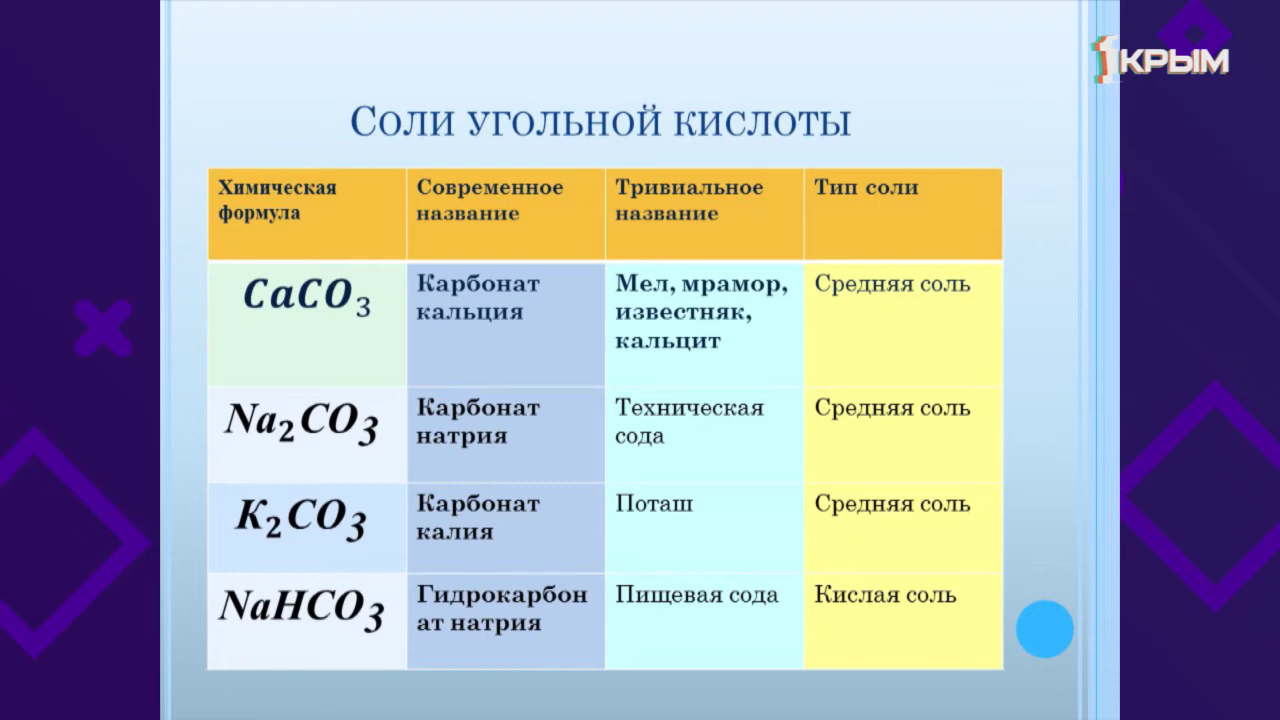 1КРЫМ
Соли угольной кислоты
Химическая формула | Современное название | Тривиальное название | Тип соли
CaCO₃ | Карбонат кальция | Мел, мрамор, известняк, кальцит | Средняя соль
Na₂CO₃ | Карбонат натрия | Техническая сода | Средняя соль
K₂CO₃ | Карбонат калия | Поташ | Средняя соль
NaHCO₃ | Гидрокарбонат натрия | Пищевая сода | Кислая соль